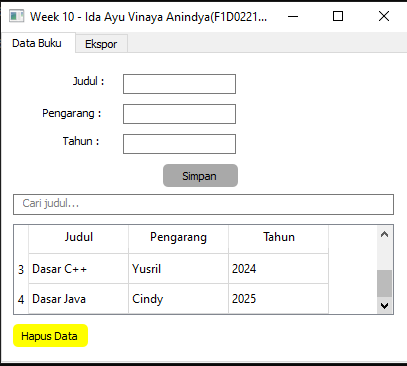 Week 10 - Ida Ayu Vinaya Anindya(F1D0221...
Data Buku Ekspor
Judul :
Pengarang :
Tahun :
Simpan
Cari judul...
Judul Pengarang Tahun
3 Dasar C++ Yusril 2024
4 Dasar Java Cindy 2025
Hapus Data